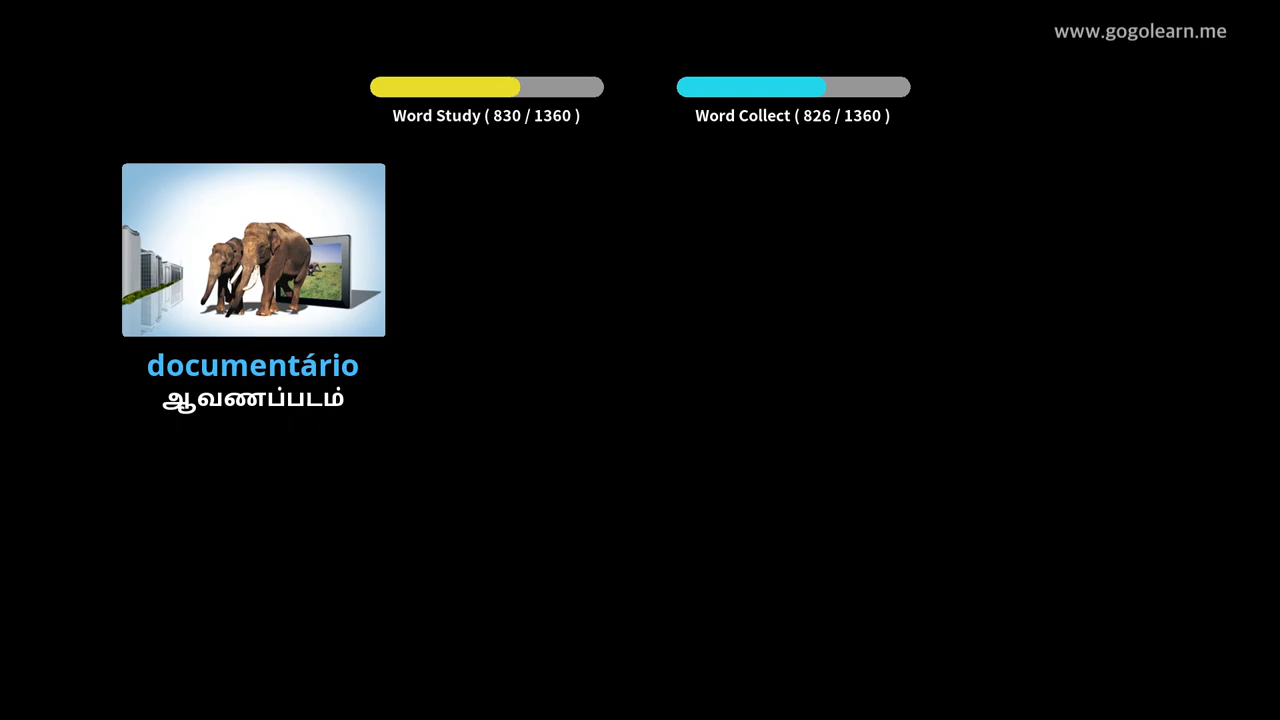 www.gogolearn.me
Word Study ( 830 / 1360 )
Word Collect ( 826 / 1360 )
documentário
ஆவணப்படம்